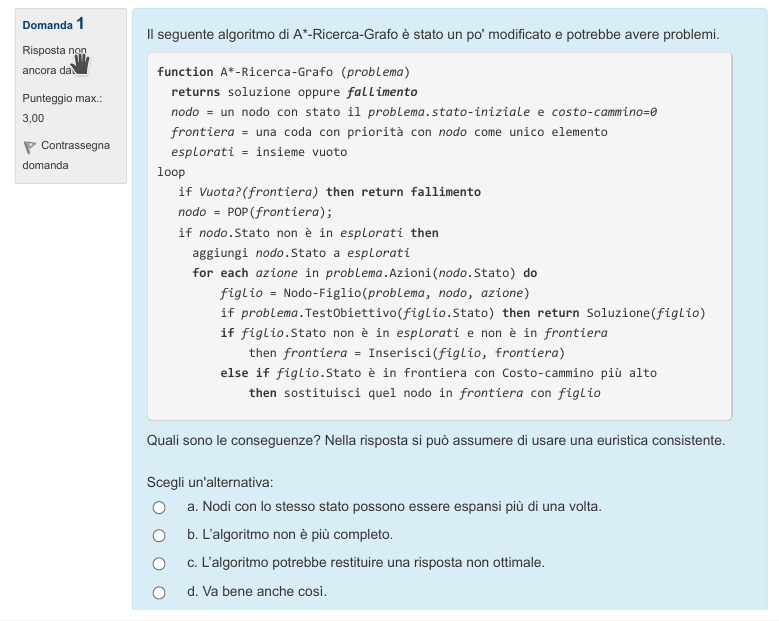 Domanda 1
Risposta non
ancora da
Punteggio max.:
3,00
Contrassegna
domanda
Il seguente algoritmo di A*-Ricerca-Grafo è stato un po' modificato e potrebbe avere problemi.
function A*-Ricerca-Grafo (problema)
returns soluzione oppure fallimento
nodo = un nodo con stato il problema.stato-iniziale e costo-cammino=0
frontiera = una coda con priorità con nodo come unico elemento
esplorati = insieme vuoto
loop
if Vuota?(frontiera) then return fallimento
nodo = POP(frontiera);
if nodo.Stato non è in esplorati then
aggiungi nodo.Stato a esplorati
for each azione in problema.Azioni(nodo.Stato) do
figlio = Nodo-Figlio(problema, nodo, azione)
if problema.TestObiettivo(figlio.Stato) then return Soluzione(figlio)
if figlio.Stato non è in esplorati e non è in frontiera
then frontiera = Inserisci(figlio, frontiera)
else if figlio.Stato è in frontiera con Costo-cammino più alto
then sostituisci quel nodo in frontiera con figlio
Quali sono le conseguenze? Nella risposta si può assumere di usare una euristica consistente.
Scegli un'alternativa:
a. Nodi con lo stesso stato possono essere espansi più di una volta.
b. L'algoritmo non è più completo.
c. L'algoritmo potrebbe restituire una risposta non ottimale.
d. Va bene anche così.